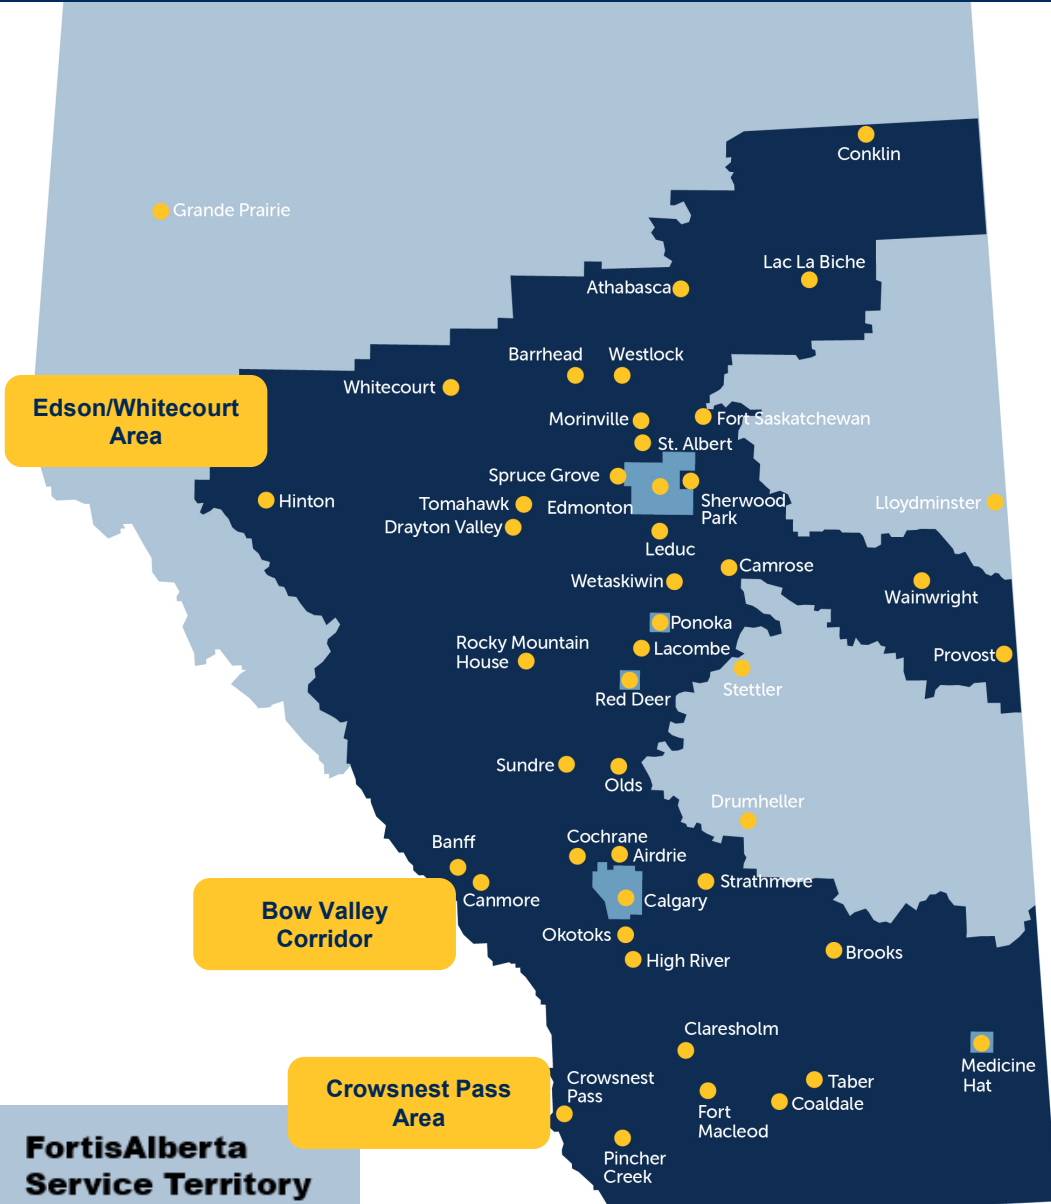 Conklin
Grande Prairie
Lac La Biche
Athabasca
Barrhead
Westlock
Whitecourt
Edson/Whitecourt
Area
Morinville
Fort Saskatchewan
St. Albert
Spruce Grove
Hinton
Tomahawk
Edmonton
Sherwood
Park
Lloydminster
Drayton Valley
Leduc
Camrose
Wetaskiwin
Wainwright
Ponoka
Rocky Mountain
House
Lacombe
Provost
Red Deer
Stettler
Sundre
Olds
Drumheller
Banff
Cochrane
Airdrie
Canmore
Strathmore
Calgary
Bow Valley
Corridor
Okotoks
High River
Brooks
Claresholm
Medicine
Hat
Crowsnest Pass
Area
Crowsnest
Pass
Taber
Coaldale
Fort
Macleod
Pincher
Creek
FortisAlberta
Service Territory